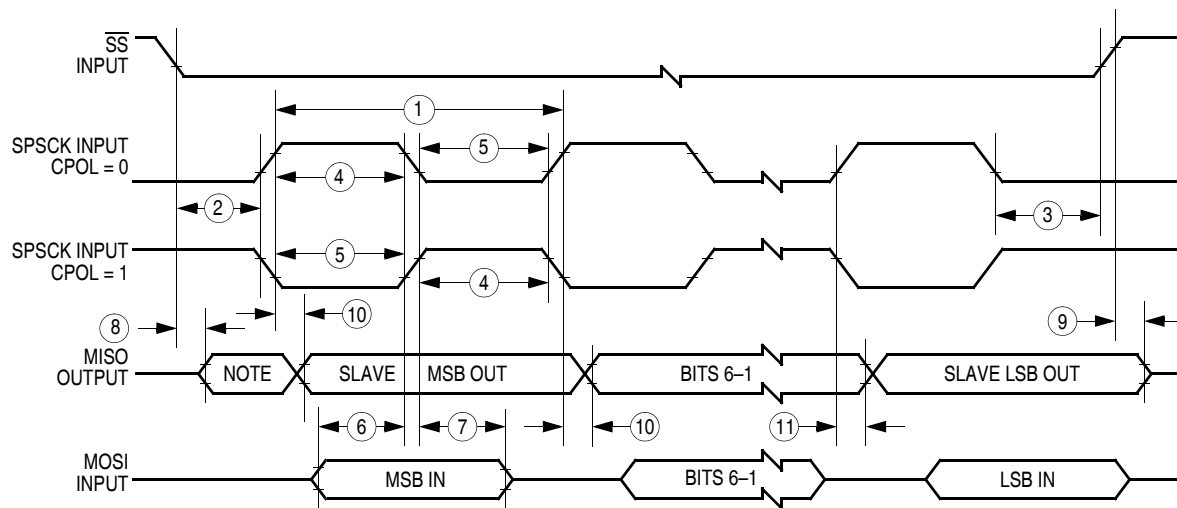 SS
INPUT
1
SPSCK INPUT
CPOL = 0
5
4
2
3
SPSCK INPUT
CPOL = 1
5
4
8
10
9
MISO
OUTPUT
NOTE
SLAVE
MSB OUT
BITS 6–1
SLAVE LSB OUT
6
7
10
11
MOSI
INPUT
MSB IN
BITS 6–1
LSB IN